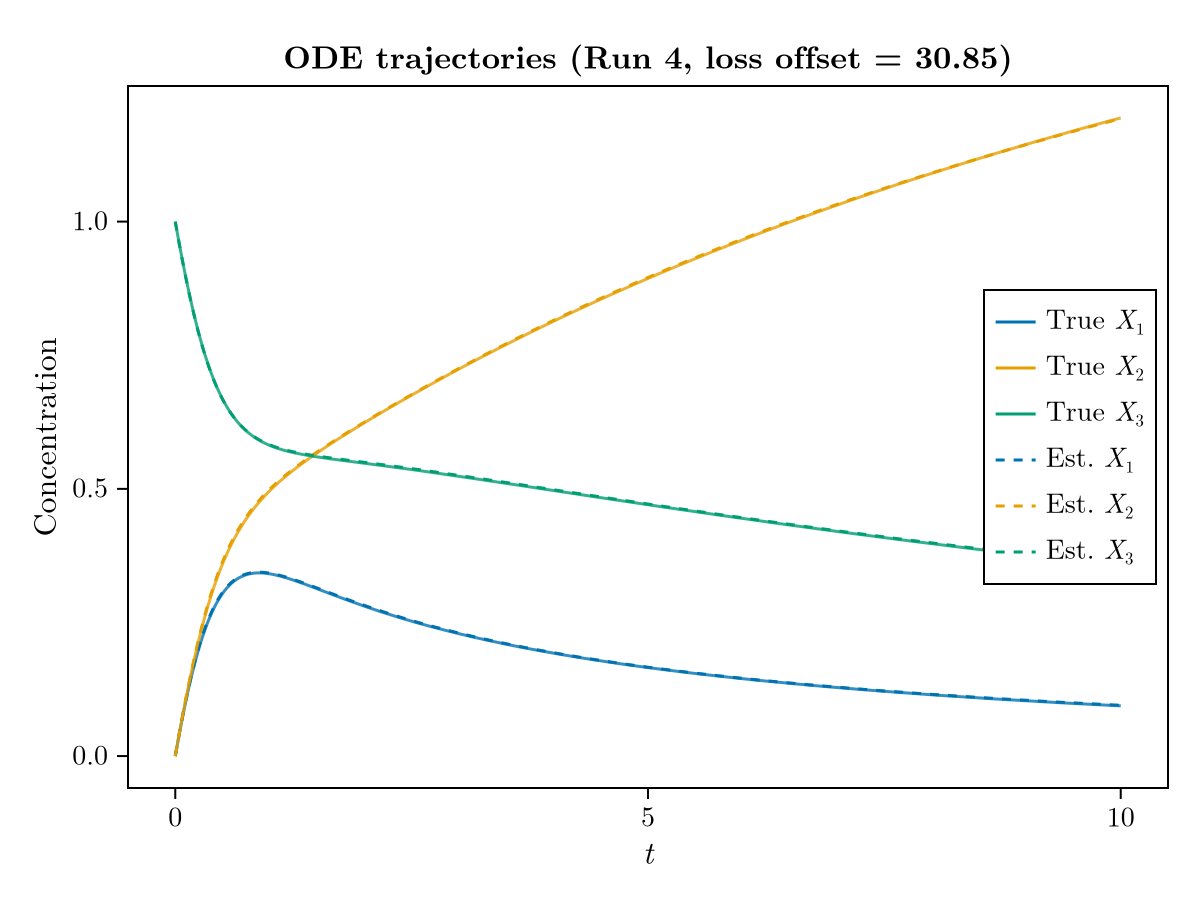 ODE trajectories (Run 4, loss offset = 30.85)
Concentration
1.0
0.5
0.0
True X₁
True X₂
True X₃
Est. X₁
Est. X₂
Est. X₃
0 5 10
t